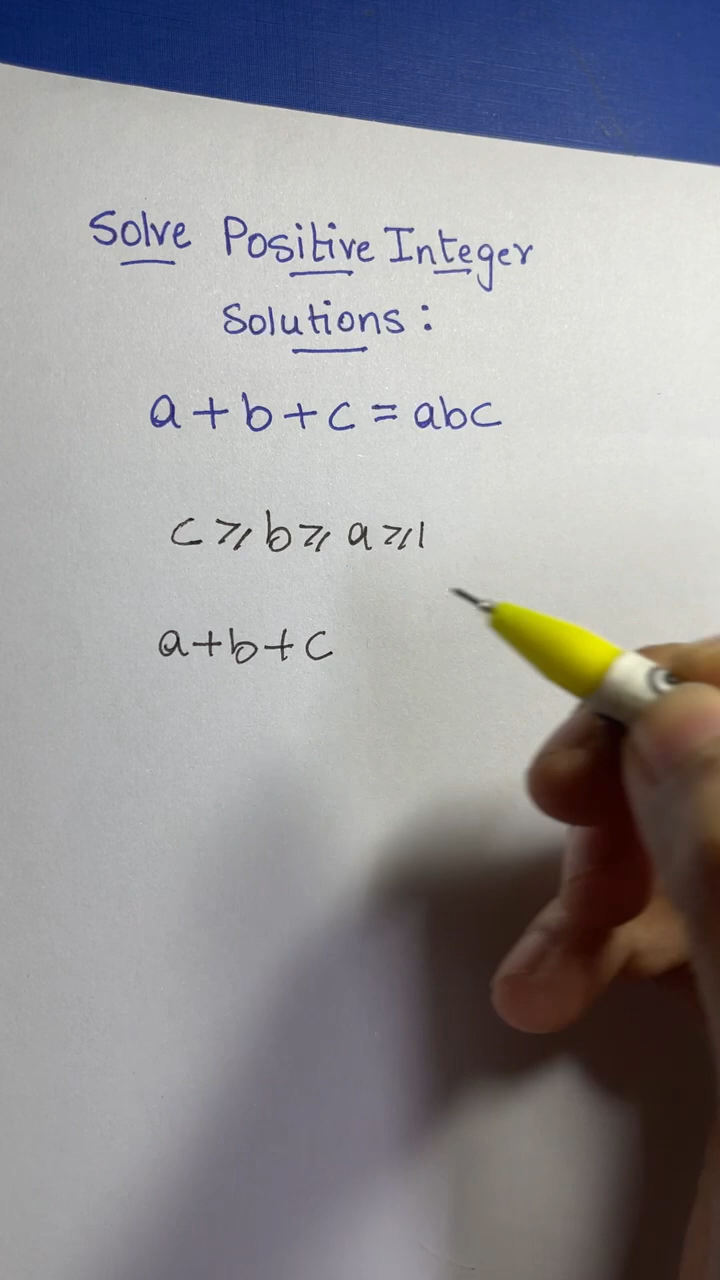 Solve Positive Integer
Solutions:
a+b+c=abc
c⩾b⩾a⩾1
a+b+c